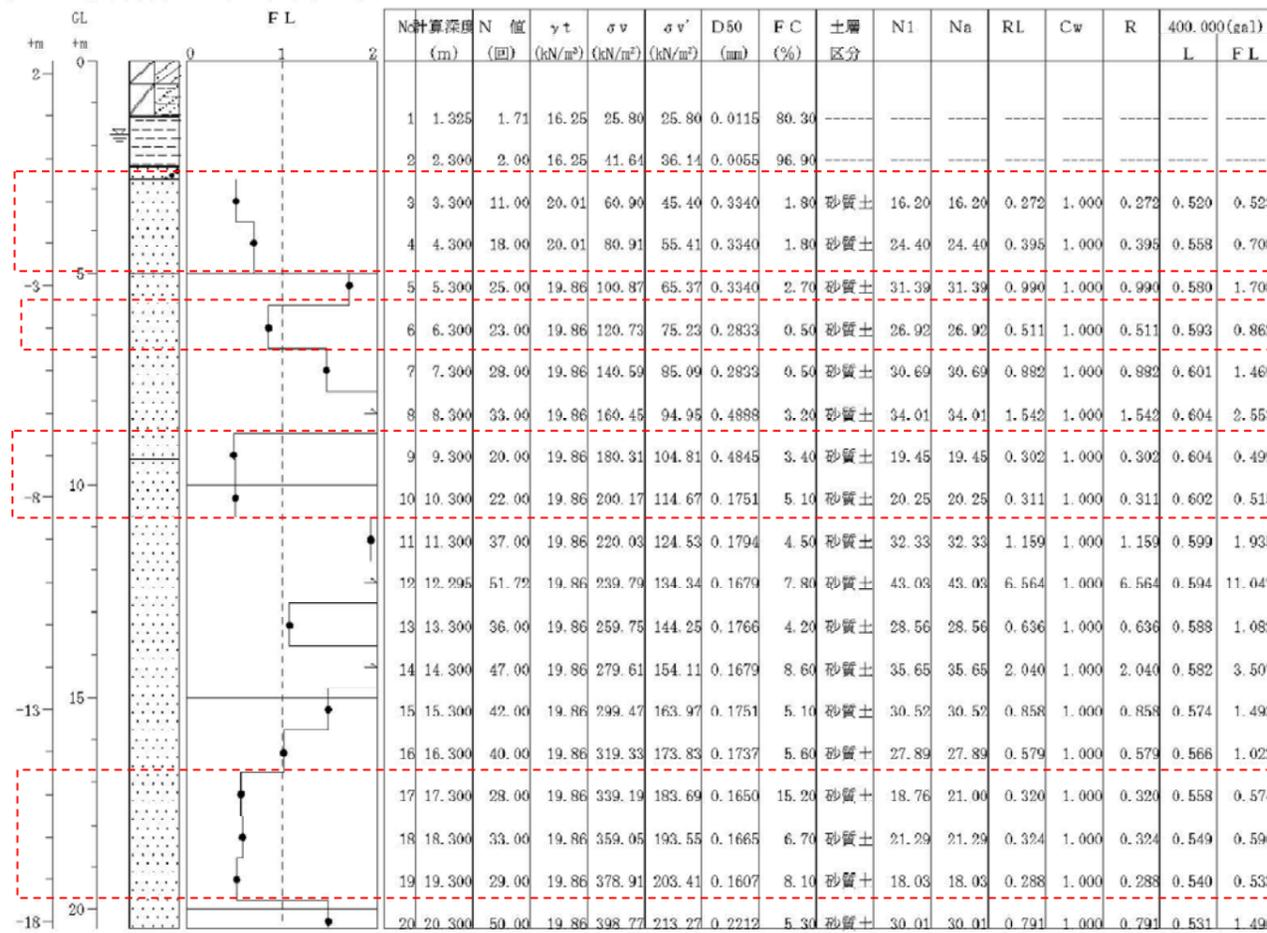 GL FL No 計算深度 N 値 γt σv σv' D50 FC 土層 N1 Na RL Cw R 400.000(gal)
+m +m 0 1 2 (m) (回) (kN/m³) (kN/m²) (kN/m²) (mm) (%) 区分 L FL
2 0
1 1.325 1.71 16.25 25.80 25.80 0.0115 80.30 ----- ----- ----- ----- ----- ----- ----- -----
2 2.300 2.00 16.25 41.64 36.14 0.0055 96.90 ----- ----- ----- ----- ----- ----- ----- -----
3 3.300 11.00 20.01 60.90 45.40 0.3340 1.80 砂質土 16.20 16.20 0.272 1.000 0.272 0.520
4 4.300 18.00 20.01 80.91 55.41 0.3340 1.80 砂質土 24.40 24.40 0.395 1.000 0.395 0.558
-3 5
5 5.300 25.00 19.86 100.87 65.37 0.3340 2.70 砂質土 31.39 31.39 0.990 1.000 0.990 0.580
6 6.300 23.00 19.86 120.73 75.23 0.2833 0.50 砂質土 26.92 26.92 0.511 1.000 0.511 0.593
7 7.300 28.00 19.86 140.59 85.09 0.2833 0.50 砂質土 30.69 30.69 0.882 1.000 0.882 0.601
8 8.300 33.00 19.86 160.45 94.95 0.4888 3.20 砂質土 34.01 34.01 1.542 1.000 1.542 0.604
9 9.300 20.00 19.86 180.31 104.81 0.4845 3.40 砂質土 19.45 19.45 0.302 1.000 0.302 0.604
-8 10
10 10.300 22.00 19.86 200.17 114.67 0.1751 5.10 砂質土 20.25 20.25 0.311 1.000 0.311 0.602
11 11.300 37.00 19.86 220.03 124.53 0.1794 4.50 砂質土 32.33 32.33 1.159 1.000 1.159 0.599
12 12.295 51.72 19.86 239.79 134.34 0.1679 7.80 砂質土 43.03 43.03 6.564 1.000 6.564 0.594
13 13.300 36.00 19.86 259.75 144.25 0.1766 4.20 砂質土 28.56 28.56 0.636 1.000 0.636 0.588
14 14.300 47.00 19.86 279.61 154.11 0.1679 8.60 砂質土 35.65 35.65 2.040 1.000 2.040 0.582
-13 15
15 15.300 42.00 19.86 299.47 163.97 0.1751 5.10 砂質土 30.52 30.52 0.858 1.000 0.858 0.574
16 16.300 40.00 19.86 319.33 173.83 0.1737 5.60 砂質土 27.89 27.89 0.579 1.000 0.579 0.566
17 17.300 28.00 19.86 339.19 183.69 0.1650 15.20 砂質土 18.76 21.00 0.320 1.000 0.320 0.558
18 18.300 33.00 19.86 359.05 193.55 0.1665 6.70 砂質土 21.29 21.29 0.324 1.000 0.324 0.549
19 19.300 29.00 19.86 378.91 203.41 0.1607 8.10 砂質土 18.03 18.03 0.288 1.000 0.288 0.540
-18 20
20 20.300 50.00 19.86 398.77 213.27 0.2212 5.30 砂質土 30.01 30.01 0.791 1.000 0.791 0.531